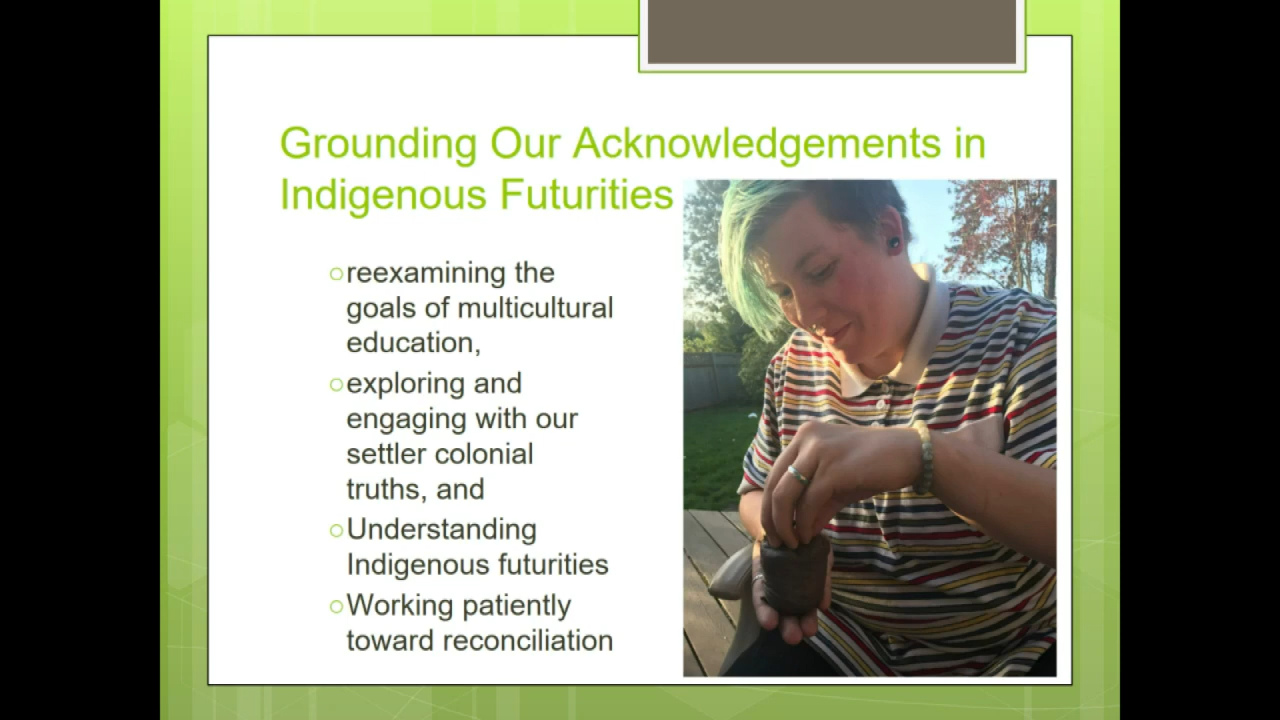 Grounding Our Acknowledgements in
Indigenous Futurities
reexamining the
goals of multicultural
education,
exploring and
engaging with our
settler colonial
truths, and
Understanding
Indigenous futurities
Working patiently
toward reconciliation